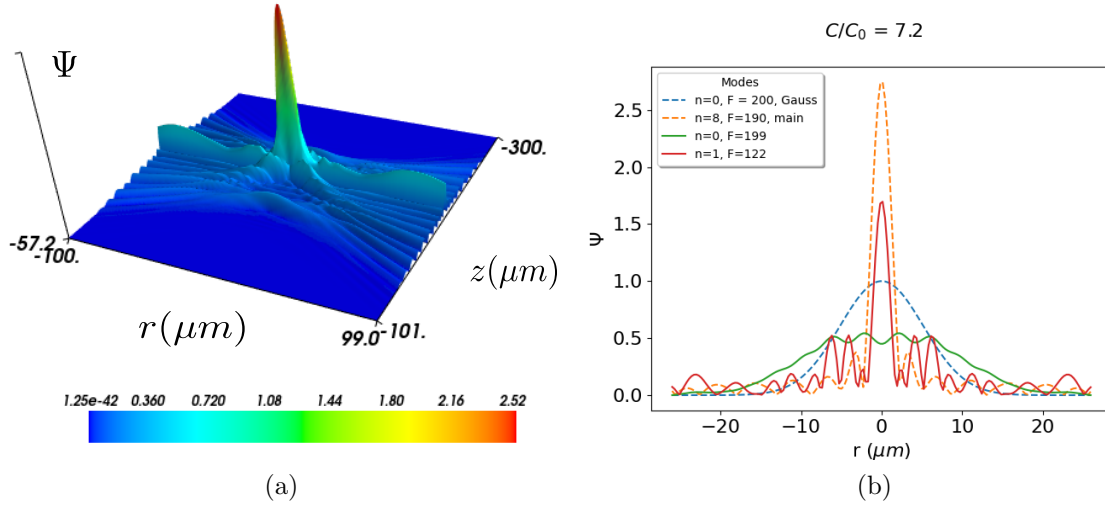 Ψ
-300.
-57.2
-100.
z(μm)
r(μm)
99.0
-101.
1.25e-42 0.360 0.720 1.08 1.44 1.80 2.16 2.52
(a)
C/C₀ = 7.2
Modes
n=0, F = 200, Gauss
n=8, F=190, main
n=0, F=199
n=1, F=122
2.5
2.0
1.5
1.0
0.5
0.0
Ψ
−20 −10 0 10 20
r (μm)
(b)